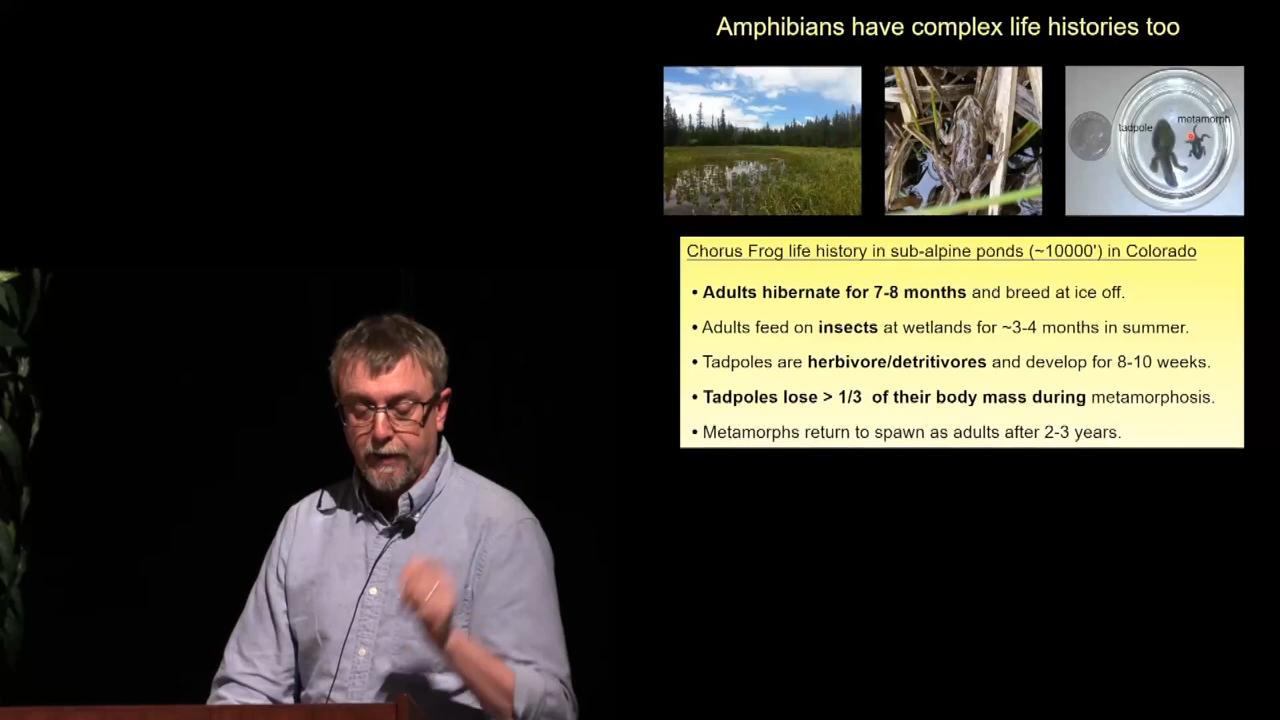 Amphibians have complex life histories too
tadpole
metamorph
Chorus Frog life history in sub-alpine ponds (~10000') in Colorado
• Adults hibernate for 7-8 months and breed at ice off.
• Adults feed on insects at wetlands for ~3-4 months in summer.
• Tadpoles are herbivore/detritivores and develop for 8-10 weeks.
• Tadpoles lose > 1/3 of their body mass during metamorphosis.
• Metamorphs return to spawn as adults after 2-3 years.